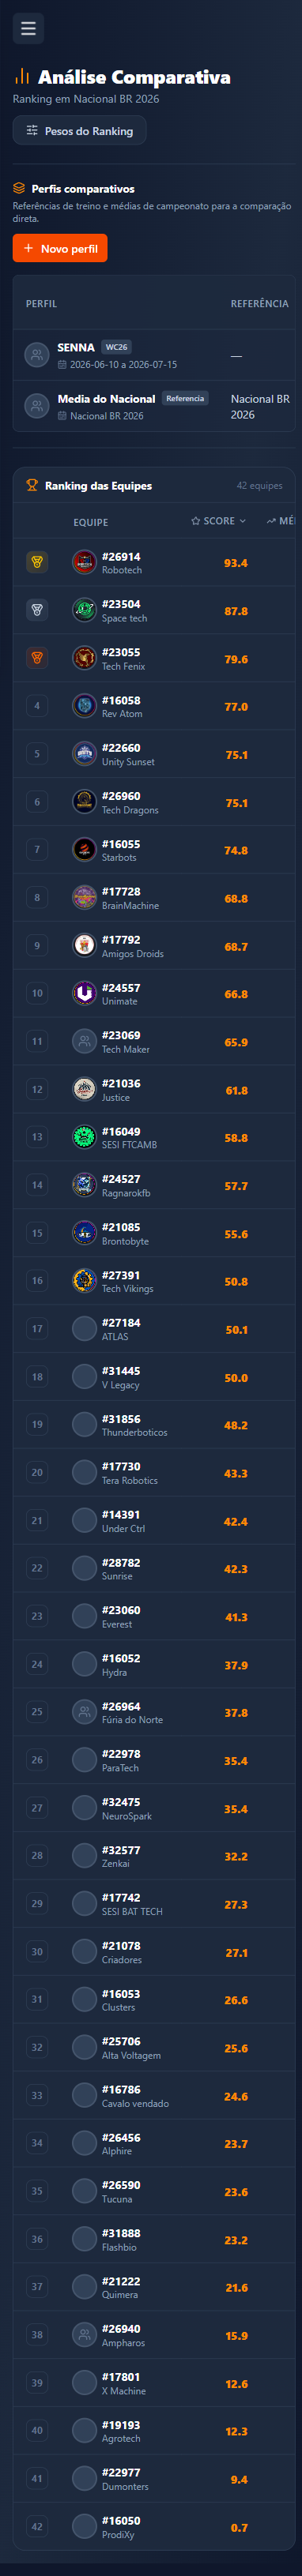 Análise Comparativa
Ranking em Nacional BR 2026
Pesos do Ranking
Perfis comparativos
Referências de treino e médias de campeonato para a comparação
direta.
+ Novo perfil
PERFIL REFERÊNCIA
SENNA WC26
2026-06-10 a 2026-07-15
—
Media do Nacional Referencia
Nacional BR 2026
Nacional BR
2026
Ranking das Equipes 42 equipes
EQUIPE SCORE
#26914
Robotech
93.4
#23504
Space tech
87.8
#23055
Tech Fenix
79.6
4 #16058
Rev Atom
77.0
5 #22660
Unity Sunset
75.1
6 #26960
Tech Dragons
75.1
7 #16055
Starbots
74.8
8 #17728
BrainMachine
68.8
9 #17792
Amigos Droids
68.7
10 #24557
Unimate
66.8
11 #23069
Tech Maker
65.9
12 #21036
Justice
61.8
13 #16049
SESI FTCAMB
58.8
14 #24527
Ragnarokfb
57.7
15 #21085
Brontobyte
55.6
16 #27391
Tech Vikings
50.8
17 #27184
ATLAS
50.1
18 #31445
V Legacy
50.0
19 #31856
Thunderboticos
48.2
20 #17730
Tera Robotics
43.3
21 #14391
Under Ctrl
42.4
22 #28782
Sunrise
42.3
23 #23060
Everest
41.3
24 #16052
Hydra
37.9
25 #26964
Fúria do Norte
37.8
26 #22978
ParaTech
35.4
27 #32475
NeuroSpark
35.4
28 #32577
Zenkai
32.2
29 #17742
SESI BAT TECH
27.3
30 #21078
Criadores
27.1
31 #16053
Clusters
26.6
32 #25706
Alta Voltagem
25.6
33 #16786
Cavalo vendado
24.6
34 #26456
Alphire
23.7
35 #26590
Tucuna
23.6
36 #31888
Flashbio
23.2
37 #21222
Quimera
21.6
38 #26940
Ampharos
15.9
39 #17801
X Machine
12.6
40 #19193
Agrotech
12.3
41 #22977
Dumonters
9.4
42 #16050
ProdiXy
0.7